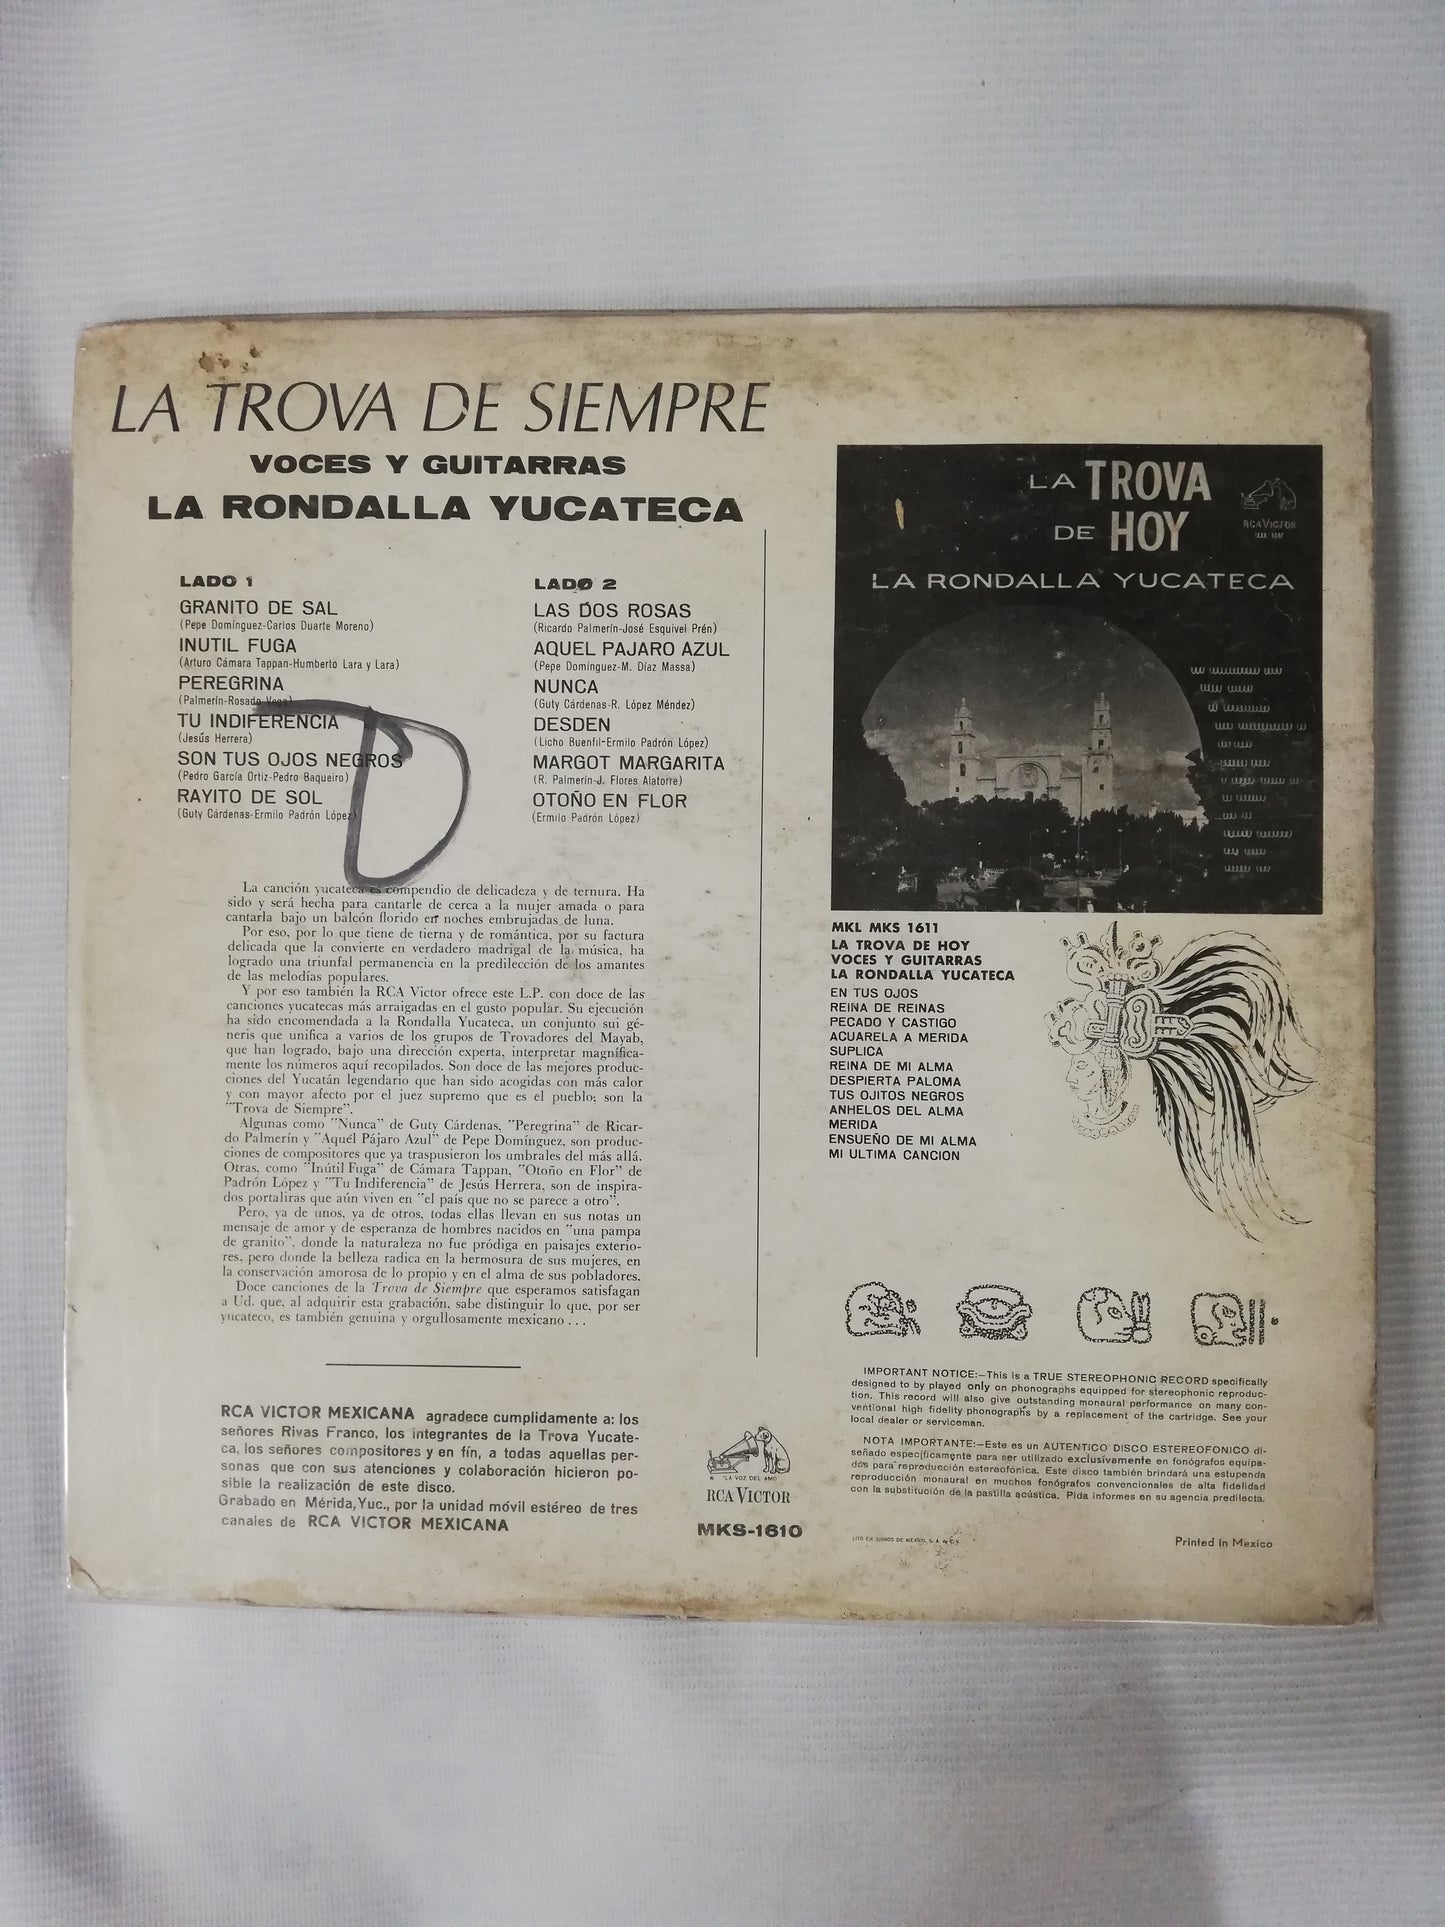 LA TROVA DE SIEMPRE
VOCES Y GUITARRAS
LA RONDALLA YUCATECA
LADO 1
GRANITO DE SAL
(Pepe Domínguez-Carlos Duarte Moreno)
INUTIL FUGA
(Arturo Cámara Tappan-Humberto Lara y Lara)
PEREGRINA
(Palmerín-Rosado Vega)
TU INDIFERENCIA
(Jesús Herrera)
SON TUS OJOS NEGROS
(Pedro García Ortiz-Pedro Baqueiro)
RAYITO DE SOL
(Guty Cárdenas-Ermilo Padrón López)
LADO 2
LAS DOS ROSAS
(Ricardo Palmerín-José Esquivel Prén)
AQUEL PAJARO AZUL
(Pepe Domínguez-M. Díaz Massa)
NUNCA
(Guty Cárdenas-R. López Méndez)
DESDEN
(Licho Buenfil-Ermilo Padrón López)
MARGOT MARGARITA
(R. Palmerín-J. Flores Alatorre)
OTOÑO EN FLOR
(Ermilo Padrón López)
D
La canción yucateca es compendio de delicadeza y de ternura. Ha
sido y será hecha para cantarle de cerca a la mujer amada o para
cantarla bajo un balcón florido en noches embrujadas de luna.
Por eso, por lo que tiene de tierna y de romántica, por su factura
delicada que la convierte en verdadero madrigal de la música, ha
logrado una triunfal permanencia en la predilección de los amantes
de las melodías populares.
Y por eso también la RCA Victor ofrece este L.P. con doce de las
canciones yucatecas más arraigadas en el gusto popular. Su ejecución
ha sido encomendada a la Rondalla Yucateca, un conjunto sui gé-
neris que unifica a varios de los grupos de Trovadores del Mayab,
que han logrado, bajo una dirección experta, interpretar magnífica-
mente los números aquí recopilados. Son doce de las mejores produc-
ciones del Yucatán legendario que han sido acogidas con más calor
y con mayor afecto por el juez supremo que es el pueblo; son la
"Trova de Siempre".
Algunas como "Nunca" de Guty Cárdenas, "Peregrina" de Ricar-
do Palmerín y "Aquél Pájaro Azul" de Pepe Domínguez, son produc-
ciones de compositores que ya traspusieron los umbrales del más allá.
Otras, como "Inútil Fuga" de Cámara Tappan, "Otoño en Flor" de
Padrón López y "Tu Indiferencia" de Jesús Herrera, son de inspira-
dos portaliras que aún viven en "el país que no se parece a otro".
Pero, ya de unos, ya de otros, todas ellas llevan en sus notas un
mensaje de amor y de esperanza de hombres nacidos en "una pampa
de granito", donde la naturaleza no fue pródiga en paisajes exterio-
res, pero donde la belleza radica en la hermosura de sus mujeres, en
la conservación amorosa de lo propio y en el alma de sus pobladores.
Doce canciones de la Trova de Siempre que esperamos satisfagan
a Ud. que, al adquirir esta grabación, sabe distinguir lo que, por ser
yucateco, es también genuina y orgullosamente mexicano . . .
RCA VICTOR MEXICANA agradece cumplidamente a: los
señores Rivas Franco, los integrantes de la Trova Yucate-
ca, los señores compositores y en fín, a todas aquellas per-
sonas que con sus atenciones y colaboración hicieron po-
sible la realización de este disco.
Grabado en Mérida, Yuc., por la unidad móvil estéreo de tres
canales de RCA VICTOR MEXICANA
"LA VOZ DEL AMO"
RCA VICTOR
MKS-1610
LA TROVA
DE HOY
RCA VICTOR
LA RONDALLA YUCATECA
MKL MKS 1611
LA TROVA DE HOY
VOCES Y GUITARRAS
LA RONDALLA YUCATECA
EN TUS OJOS
REINA DE REINAS
PECADO Y CASTIGO
ACUARELA A MERIDA
SUPLICA
REINA DE MI ALMA
DESPIERTA PALOMA
TUS OJITOS NEGROS
ANHELOS DEL ALMA
MERIDA
ENSUEÑO DE MI ALMA
MI ULTIMA CANCION
IMPORTANT NOTICE:—This is a TRUE STEREOPHONIC RECORD specifically
designed to by played only on phonographs equipped for stereophonic reproduc-
tion. This record will also give outstanding monaural performance on many con-
ventional high fidelity phonographs by a replacement of the cartridge. See your
local dealer or serviceman.
NOTA IMPORTANTE:—Este es un AUTENTICO DISCO ESTEREOFONICO di-
señado específicamente para ser utilizado exclusivamente en fonógrafos equipa-
dos para reproducción estereofónica. Este disco también brindará una estupenda
reproducción monaural en muchos fonógrafos convencionales de alta fidelidad
con la substitución de la pastilla acústica. Pida informes en su agencia predilecta.
Printed in Mexico